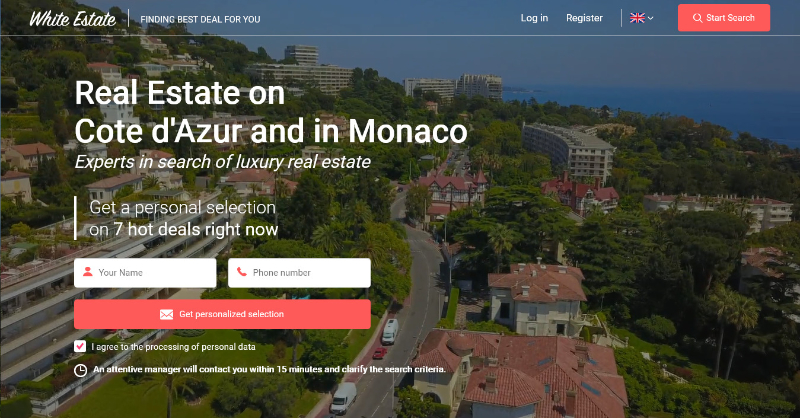 White Estate
FINDING BEST DEAL FOR YOU
Log in
Register
Start Search
Real Estate on
Cote d'Azur and in Monaco
Experts in search of luxury real estate
Get a personal selection
on 7 hot deals right now
Your Name
Phone number
Get personalized selection
I agree to the processing of personal data
An attentive manager will contact you within 15 minutes and clarify the search criteria.